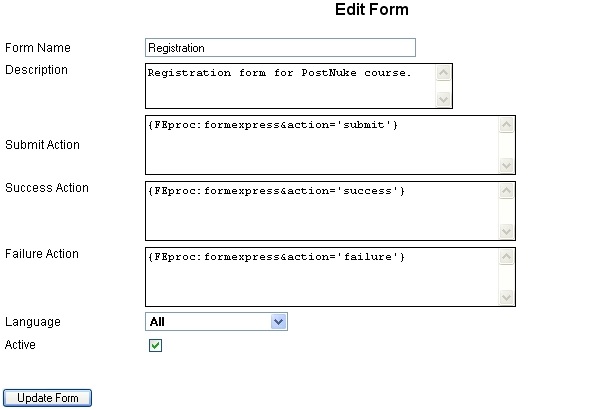 Edit Form
Form Name Registration
Description Registration form for PostNuke course.
Submit Action {FEproc:formexpress&action='submit'}
Success Action {FEproc:formexpress&action='success'}
Failure Action {FEproc:formexpress&action='failure'}
Language All
Active
Update Form